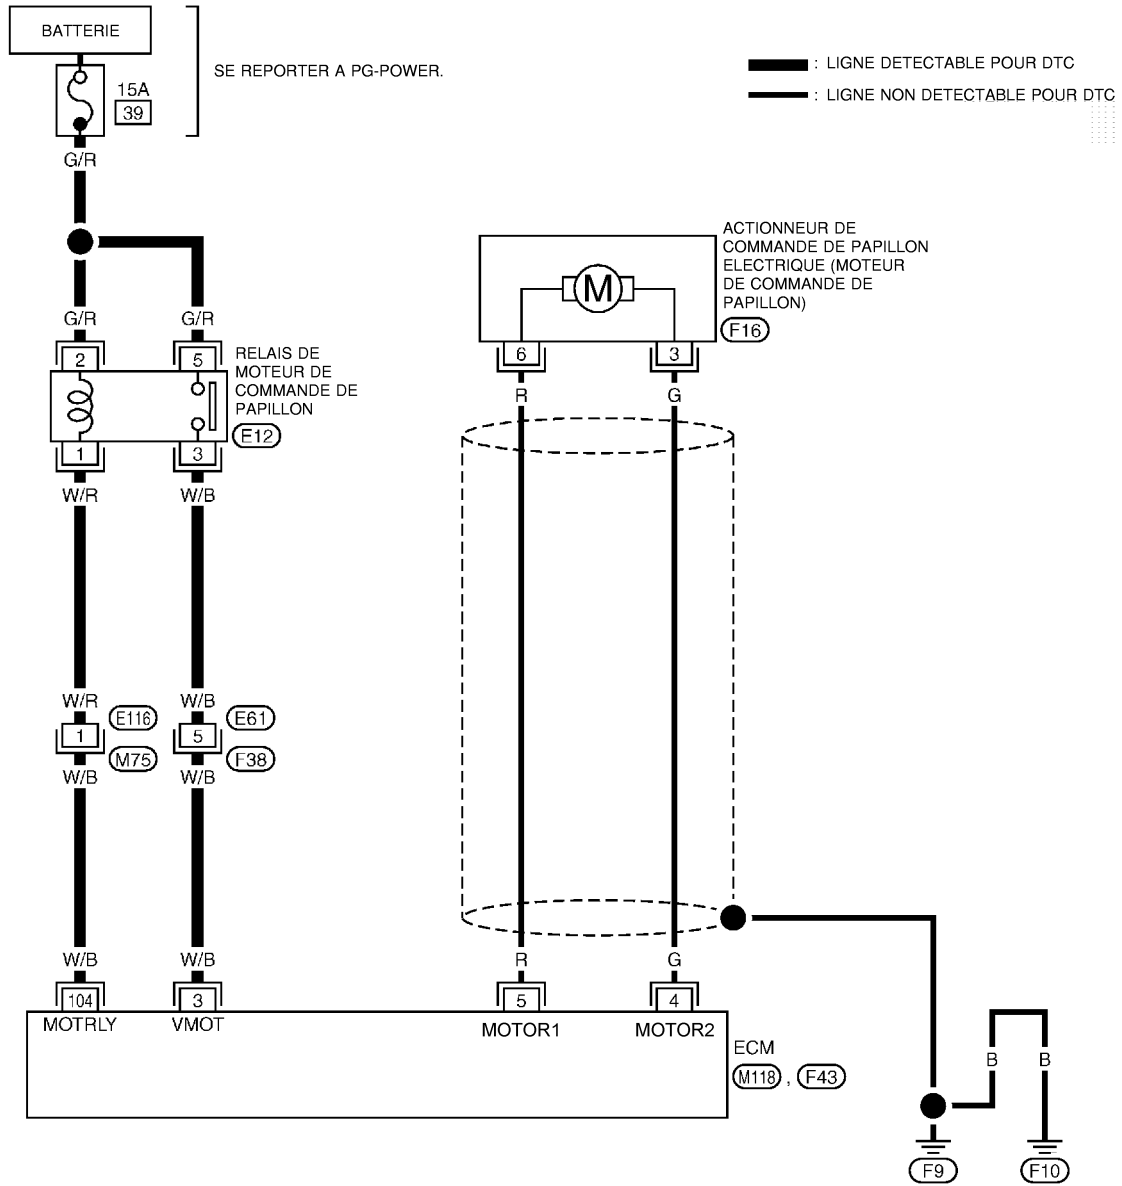 BATTERIE
SE REPORTER A PG-POWER.
15A
39
: LIGNE DETECTABLE POUR DTC
: LIGNE NON DETECTABLE POUR DTC
G/R
G/R
G/R
2
5
RELAIS DE
MOTEUR DE
COMMANDE DE
PAPILLON
E12
1
3
W/R
W/B
ACTIONNEUR DE
COMMANDE DE PAPILLON
ELECTRIQUE (MOTEUR
DE COMMANDE DE
PAPILLON)
F16
M
6
3
R
G
W/R
W/B
E116
E61
1
5
M75
F38
W/B
W/B
W/B
W/B
R
G
104
3
5
4
MOTRLY
VMOT
MOTOR1
MOTOR2
ECM
M118 , F43
B
B
F9
F10